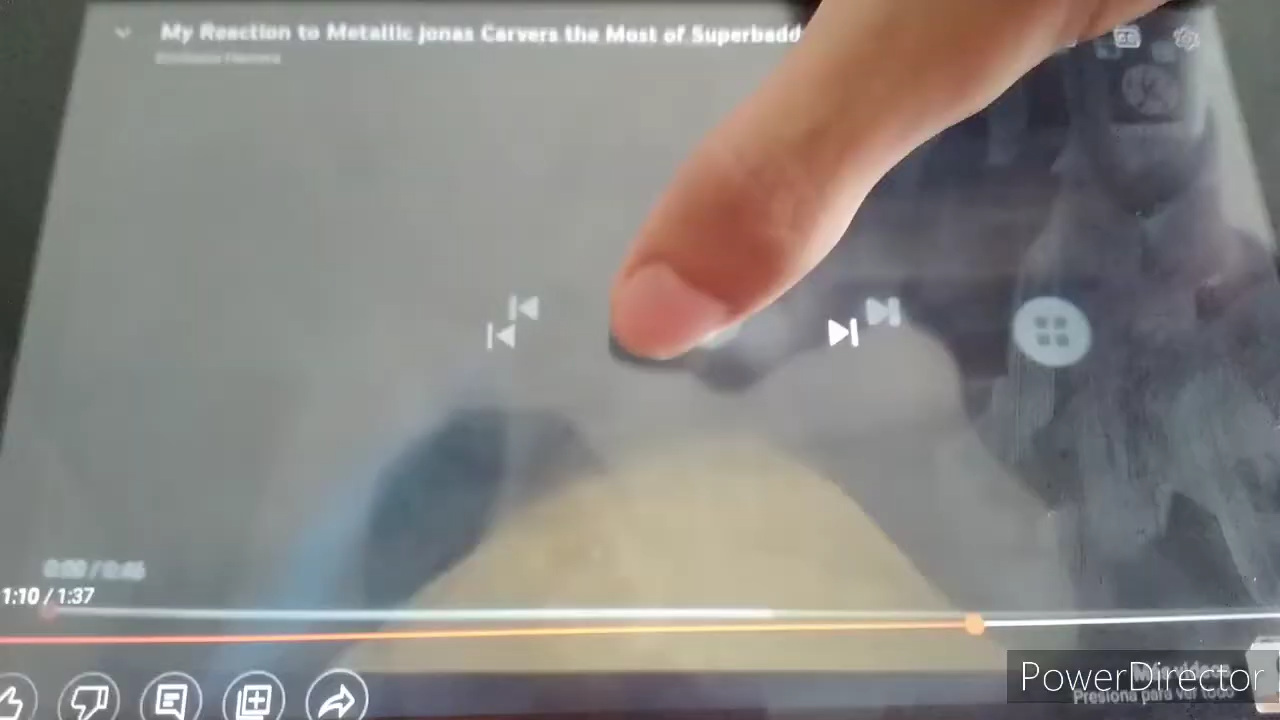 My Reaction to Metallic Jonas Carvers the Most of Superbadd
0:00 / 0:46
1:10 / 1:37
PowerDirector
Presiona para ver todo